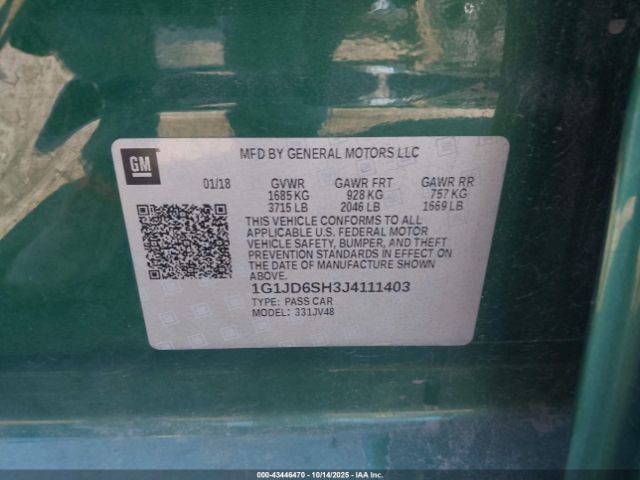 GM
MFD BY GENERAL MOTORS LLC
01/18 GVWR GAWR FRT GAWR RR
1685 KG 928 KG 757 KG
3715 LB 2046 LB 1669 LB
THIS VEHICLE CONFORMS TO ALL
APPLICABLE U.S. FEDERAL MOTOR
VEHICLE SAFETY, BUMPER, AND THEFT
PREVENTION STANDARDS IN EFFECT ON
THE DATE OF MANUFACTURE SHOWN
ABOVE.
1G1JD6SH3J4111403
TYPE: PASS CAR
MODEL: 331JV48
000-43446470 10/14/2025 IAAI.com